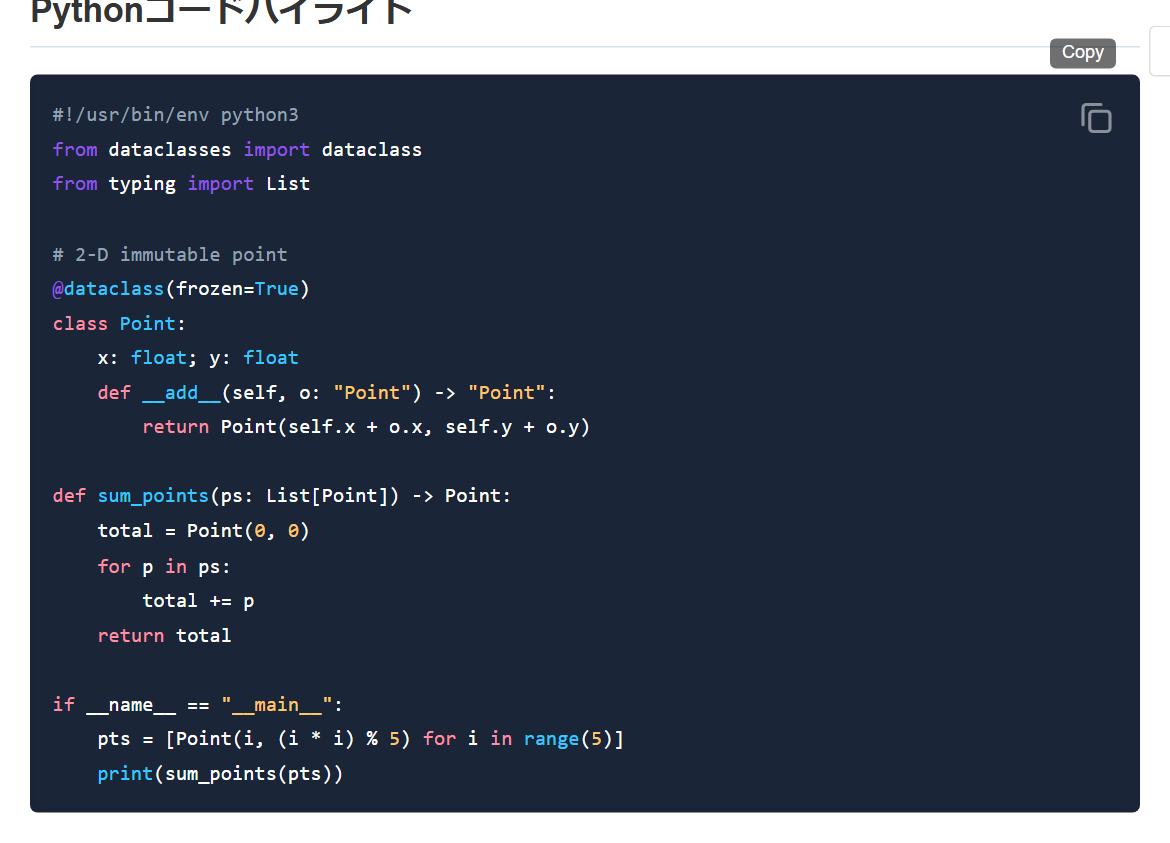 Pythonコードハイライト
Copy
#!/usr/bin/env python3
from dataclasses import dataclass
from typing import List

# 2-D immutable point
@dataclass(frozen=True)
class Point:
    x: float; y: float
    def __add__(self, o: "Point") -> "Point":
        return Point(self.x + o.x, self.y + o.y)

def sum_points(ps: List[Point]) -> Point:
    total = Point(0, 0)
    for p in ps:
        total += p
    return total

if __name__ == "__main__":
    pts = [Point(i, (i * i) % 5) for i in range(5)]
    print(sum_points(pts))